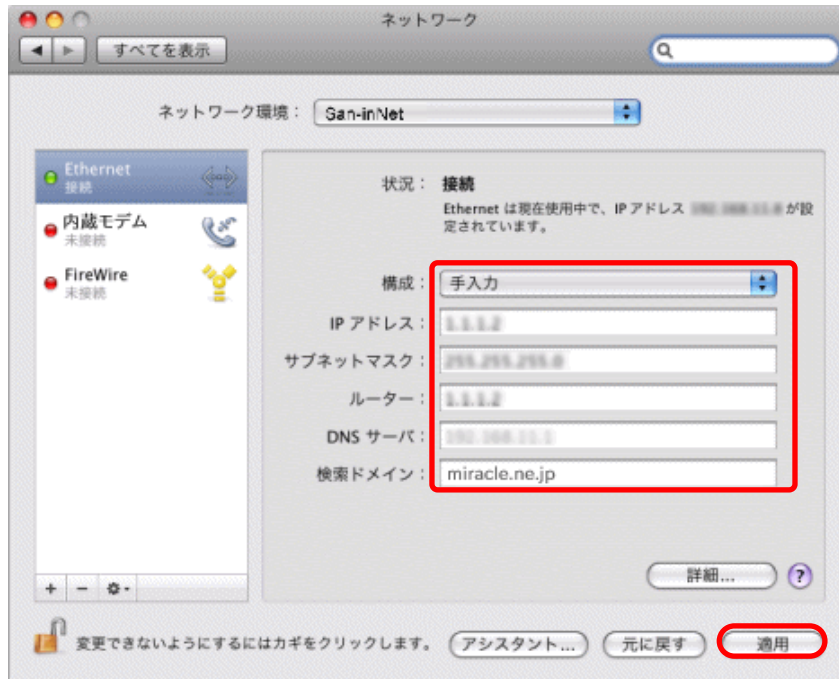 ネットワーク
すべてを表示
ネットワーク環境： San-inNet
Ethernet
接続
内蔵モデム
未接続
FireWire
未接続
状況： 接続
Ethernet は現在使用中で、IP アドレス が設
定されています。
構成： 手入力
IP アドレス：
サブネットマスク：
ルーター：
DNS サーバ：
検索ドメイン： miracle.ne.jp
詳細... ?
変更できないようにするにはカギをクリックします。 アシスタント... 元に戻す 適用